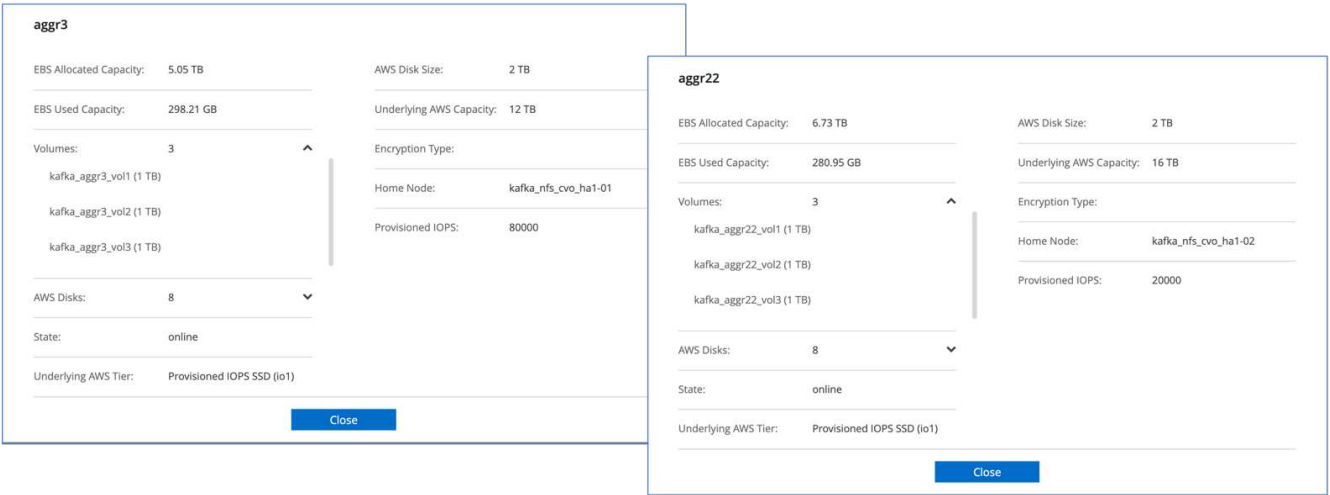 aggr3
EBS Allocated Capacity: 5.05 TB
AWS Disk Size: 2 TB
EBS Used Capacity: 298.21 GB
Underlying AWS Capacity: 12 TB
Volumes: 3
Encryption Type:
kafka_aggr3_vol1 (1 TB)
Home Node: kafka_nfs_cvo_ha1-01
kafka_aggr3_vol2 (1 TB)
Provisioned IOPS: 80000
kafka_aggr3_vol3 (1 TB)
AWS Disks: 8
State: online
Underlying AWS Tier: Provisioned IOPS SSD (io1)
Close
aggr22
EBS Allocated Capacity: 6.73 TB
AWS Disk Size: 2 TB
EBS Used Capacity: 280.95 GB
Underlying AWS Capacity: 16 TB
Volumes: 3
Encryption Type:
kafka_aggr22_vol1 (1 TB)
Home Node: kafka_nfs_cvo_ha1-02
kafka_aggr22_vol2 (1 TB)
Provisioned IOPS: 20000
kafka_aggr22_vol3 (1 TB)
AWS Disks: 8
State: online
Underlying AWS Tier: Provisioned IOPS SSD (io1)
Close